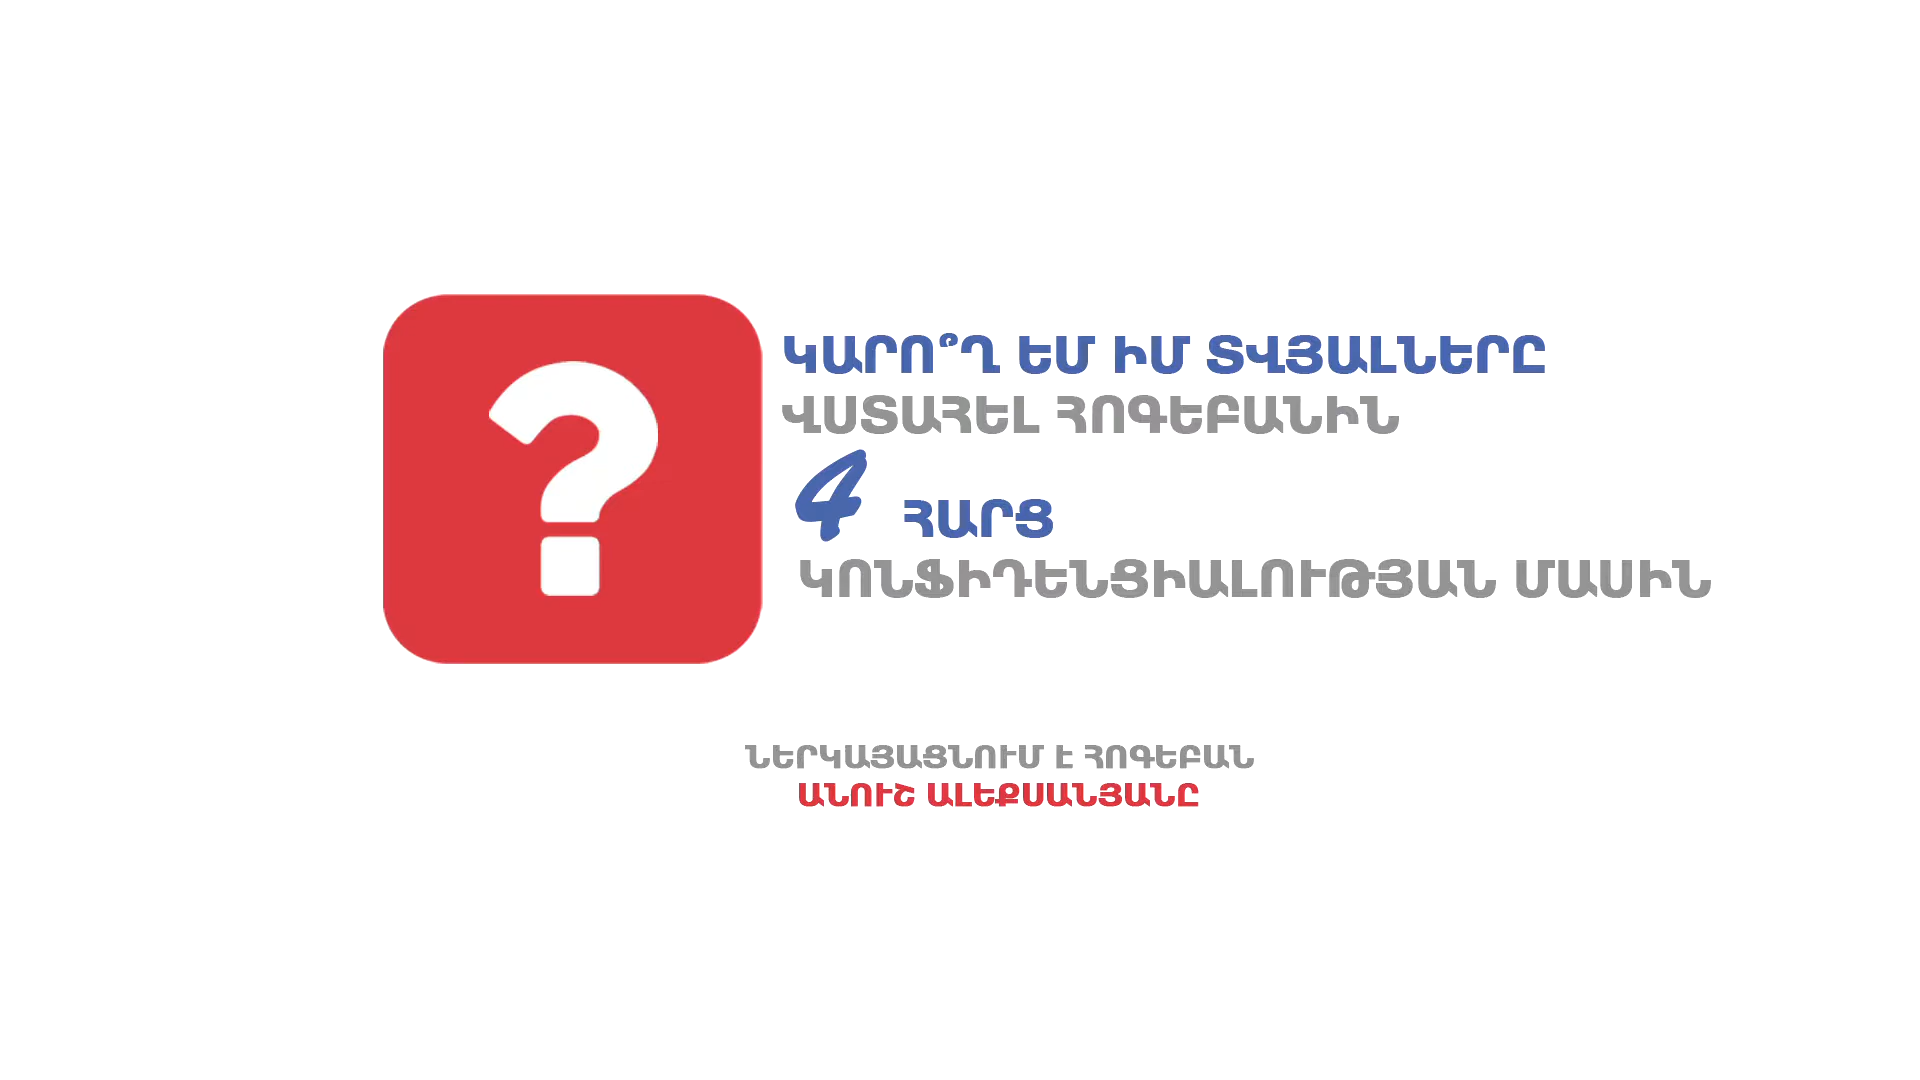 ԿԱՐՈ՞Ղ ԵՄ ԻՄ ՏՎՅԱԼՆԵՐԸ
ՎՍՏԱՀԵԼ ՀՈԳԵԲԱՆԻՆ
4 ՀԱՐՑ
ԿՈՆՖԻԴԵՆՑԻԱԼՈՒԹՅԱՆ ՄԱՍԻՆ
ՆԵՐԿԱՅԱՑՆՈՒՄ Է ՀՈԳԵԲԱՆ
ԱՆՈՒՇ ԱԼԵՔՍԱՆՅԱՆԸ